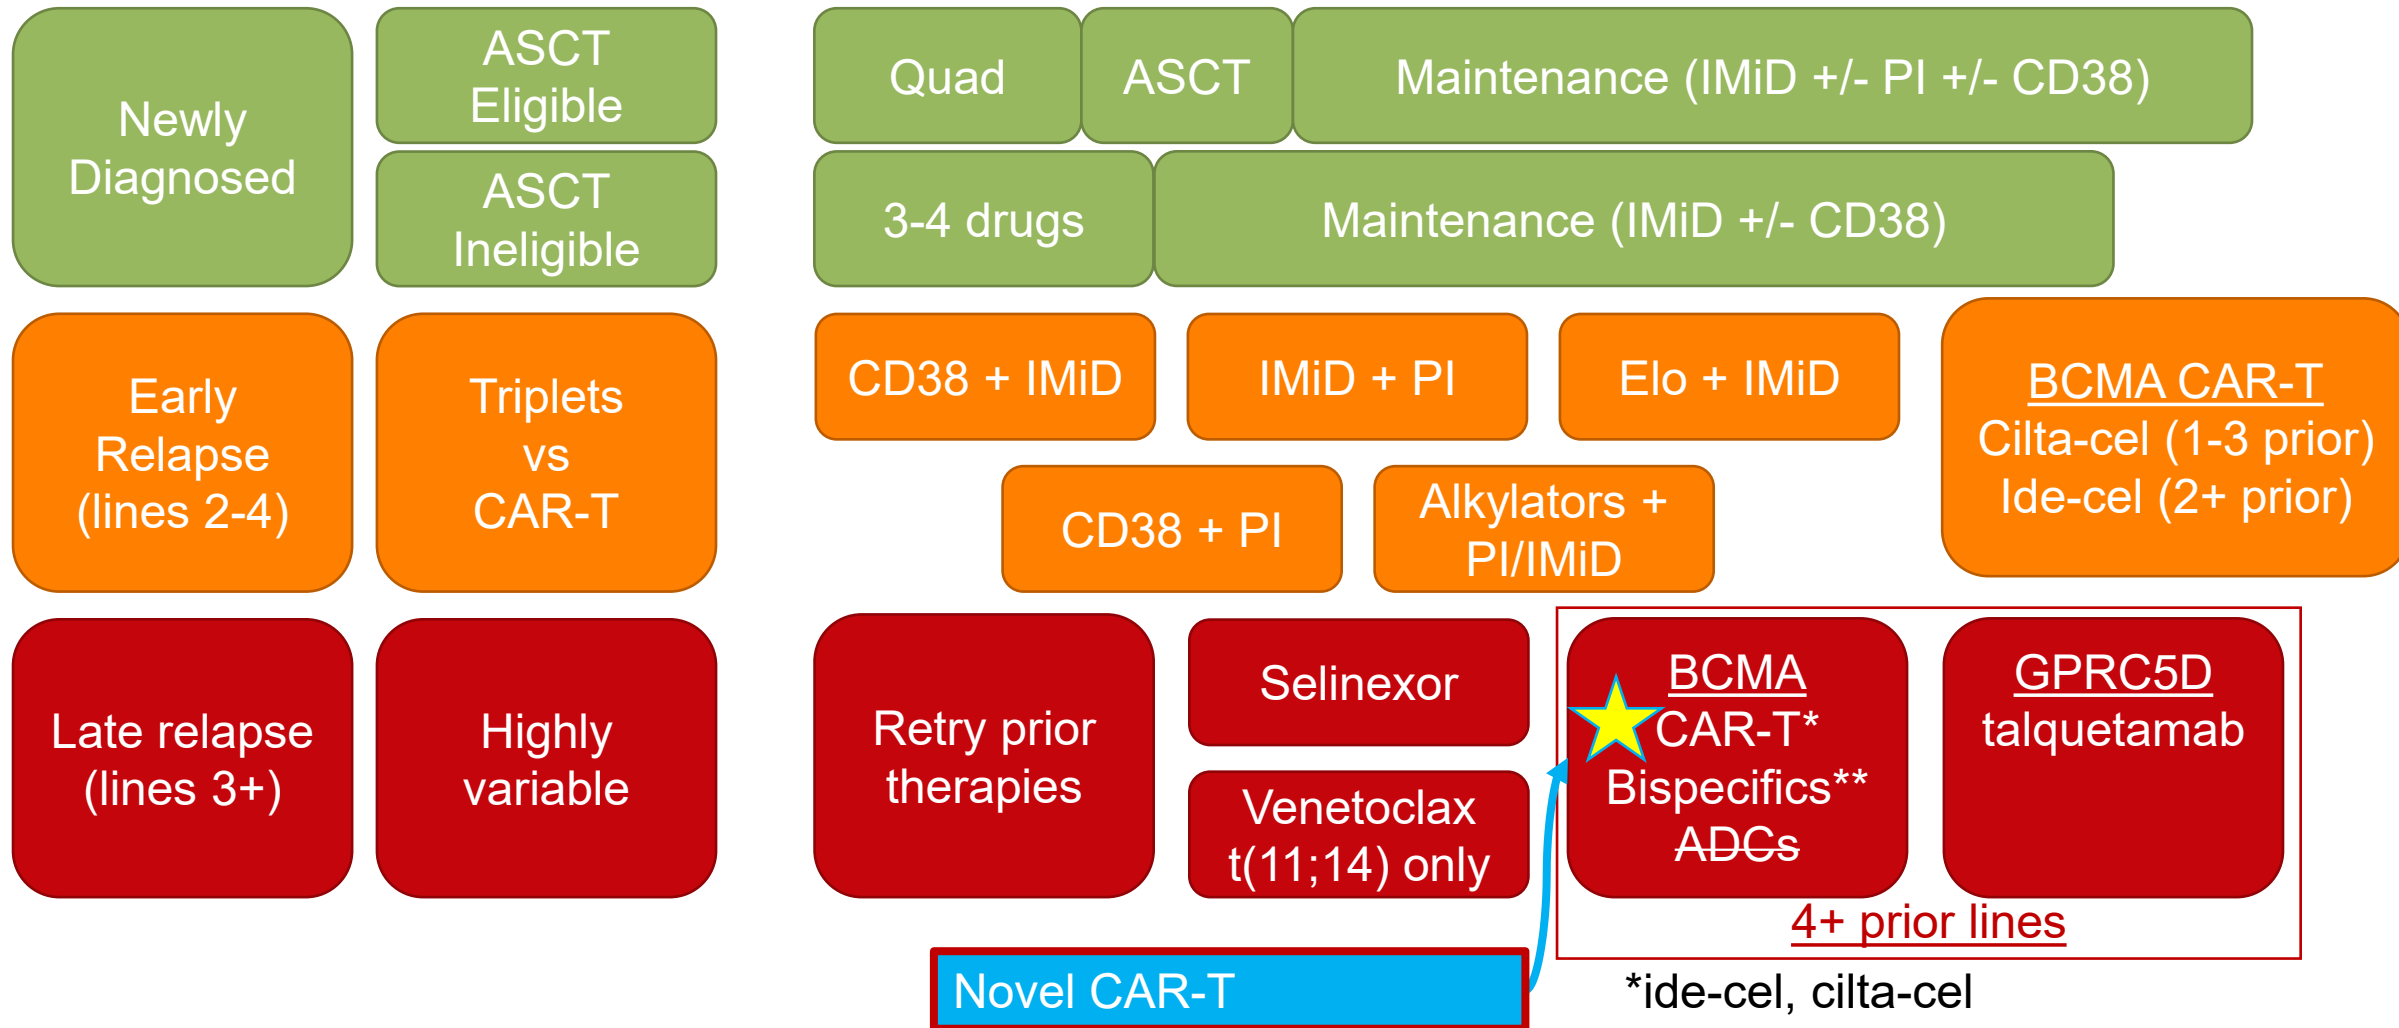 Newly
Diagnosed
ASCT
Eligible
Quad
ASCT
Maintenance (IMiD +/- PI +/- CD38)
ASCT
Ineligible
3-4 drugs
Maintenance (IMiD +/- CD38)
Early
Relapse
(lines 2-4)
Triplets
vs
CAR-T
CD38 + IMiD
IMiD + PI
Elo + IMiD
CD38 + PI
Alkylators +
PI/IMiD
BCMA CAR-T
Cilta-cel (1-3 prior)
Ide-cel (2+ prior)
Late relapse
(lines 3+)
Highly
variable
Retry prior
therapies
Selinexor
Venetoclax
t(11;14) only
BCMA
CAR-T*
Bispecifics**
ADCs
GPRC5D
talquetamab
4+ prior lines
Novel CAR-T
*ide-cel, cilta-cel